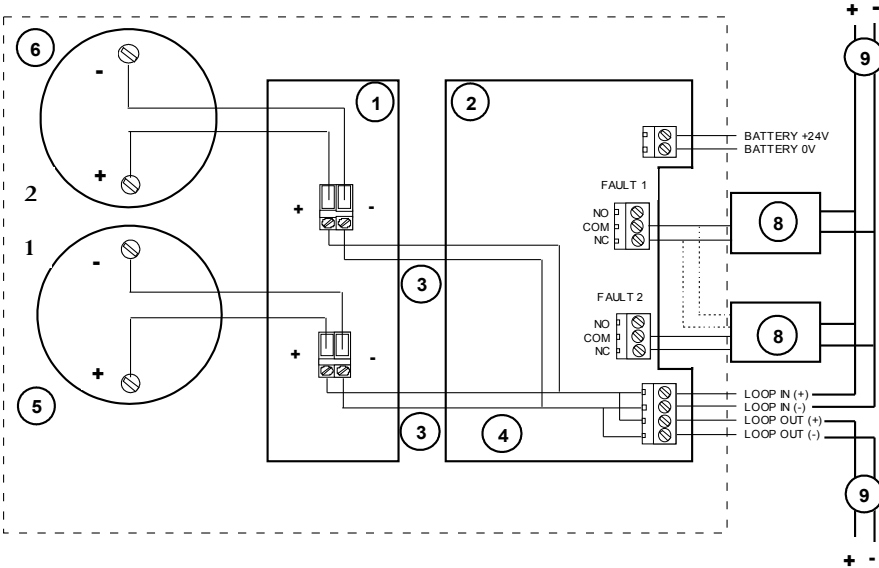 + -
6
-
+
2
1
2
BATTERY +24V
BATTERY 0V
9
FAULT 1
NO
COM
NC
8
+ -
3
1
-
+
5
FAULT 2
NO
COM
NC
8
+ -
3
4
LOOP IN (+)
LOOP IN (-)
LOOP OUT (+)
LOOP OUT (-)
9
+ -